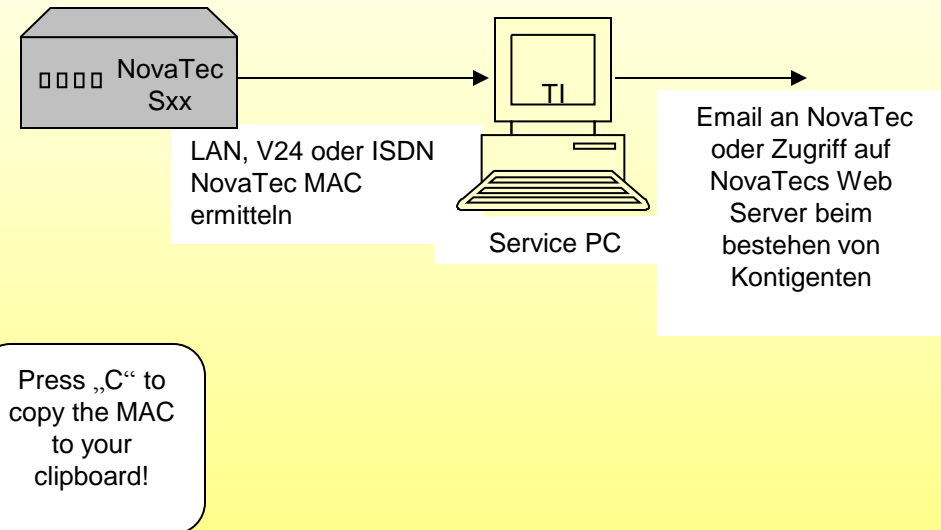 NovaTec
Sxx
TI
LAN, V24 oder ISDN
NovaTec MAC
ermitteln
Service PC
Email an NovaTec
oder Zugriff auf
NovaTecs Web
Server beim
bestehen von
Kontigenten
Press „C“ to
copy the MAC
to your
clipboard!